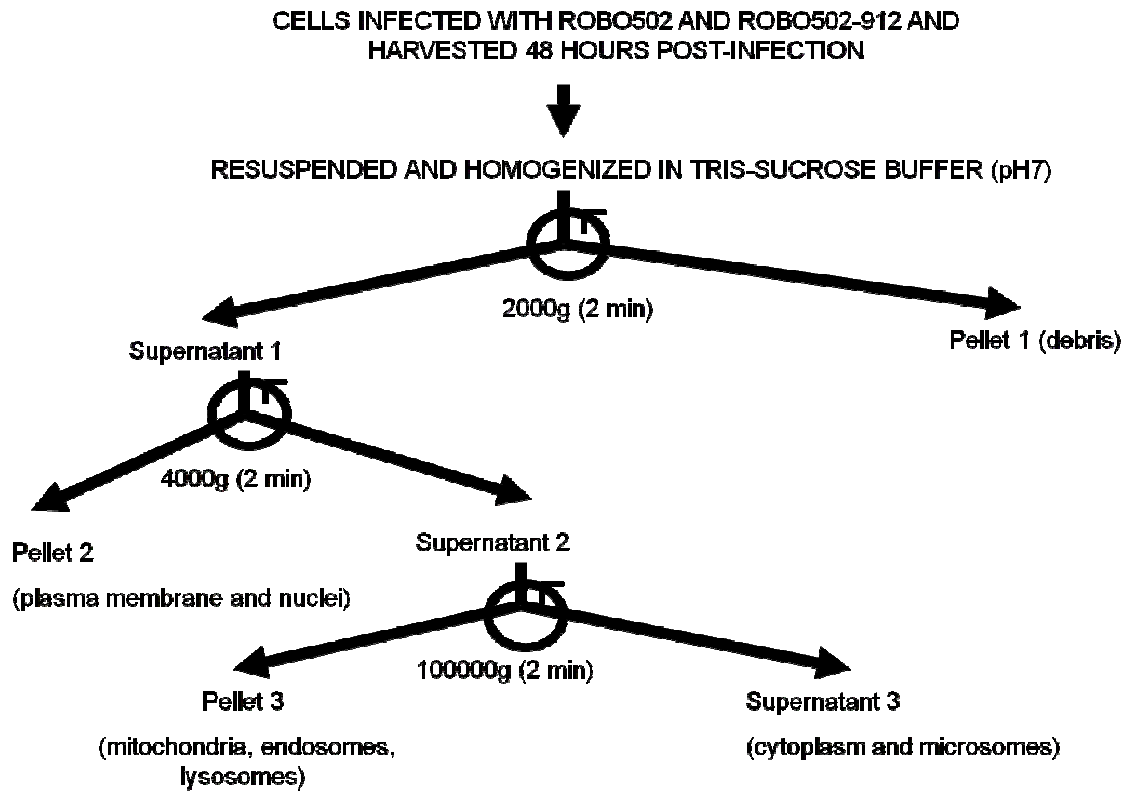 CELLS INFECTED WITH ROBO502 AND ROBO502-912 AND
HARVESTED 48 HOURS POST-INFECTION
RESUSPENDED AND HOMOGENIZED IN TRIS-SUCROSE BUFFER (pH7)
2000g (2 min)
Supernatant 1
Pellet 1 (debris)
4000g (2 min)
Pellet 2
(plasma membrane and nuclei)
Supernatant 2
100000g (2 min)
Pellet 3
(mitochondria, endosomes,
lysosomes)
Supernatant 3
(cytoplasm and microsomes)